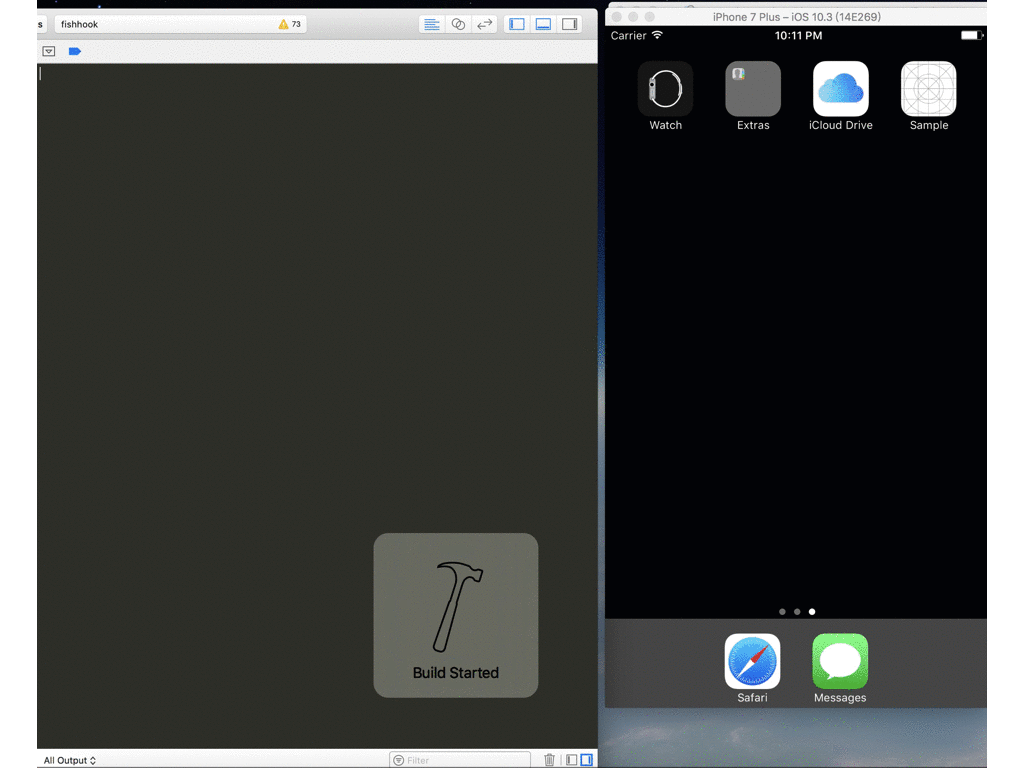 s
fishhook
73
Build Started
All Output
Filter
iPhone 7 Plus – iOS 10.3 (14E269)
Carrier
10:11 PM
Watch
Extras
iCloud Drive
Sample
Safari
Messages